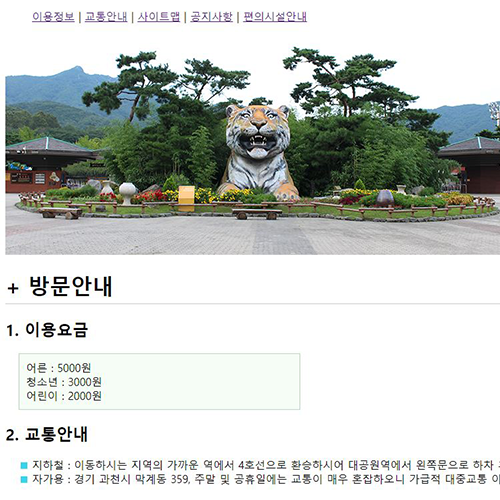 이용정보 | 교통안내 | 사이트맵 | 공지사항 | 편의시설안내
+ 방문안내
1. 이용요금
어른 : 5000원
청소년 : 3000원
어린이 : 2000원
2. 교통안내
지하철 : 이동하시는 지역의 가까운 역에서 4호선으로 환승하시어 대공원역에서 왼쪽문으로 하차
자가용 : 경기 과천시 막계동 359, 주말 및 공휴일에는 교통이 매우 혼잡하오니 가급적 대중교통 이